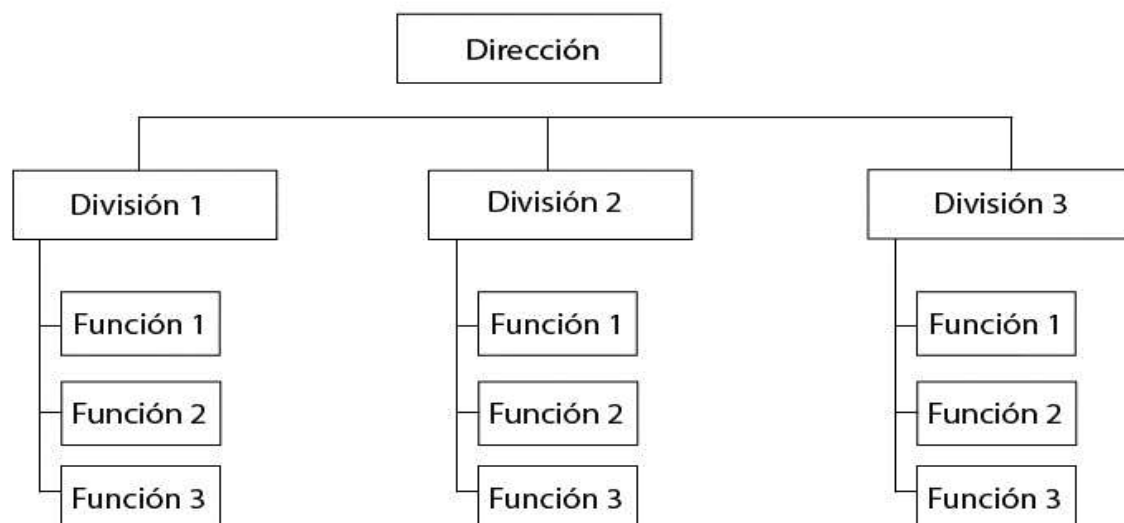 Dirección
División 1
División 2
División 3
Función 1
Función 1
Función 1
Función 2
Función 2
Función 2
Función 3
Función 3
Función 3